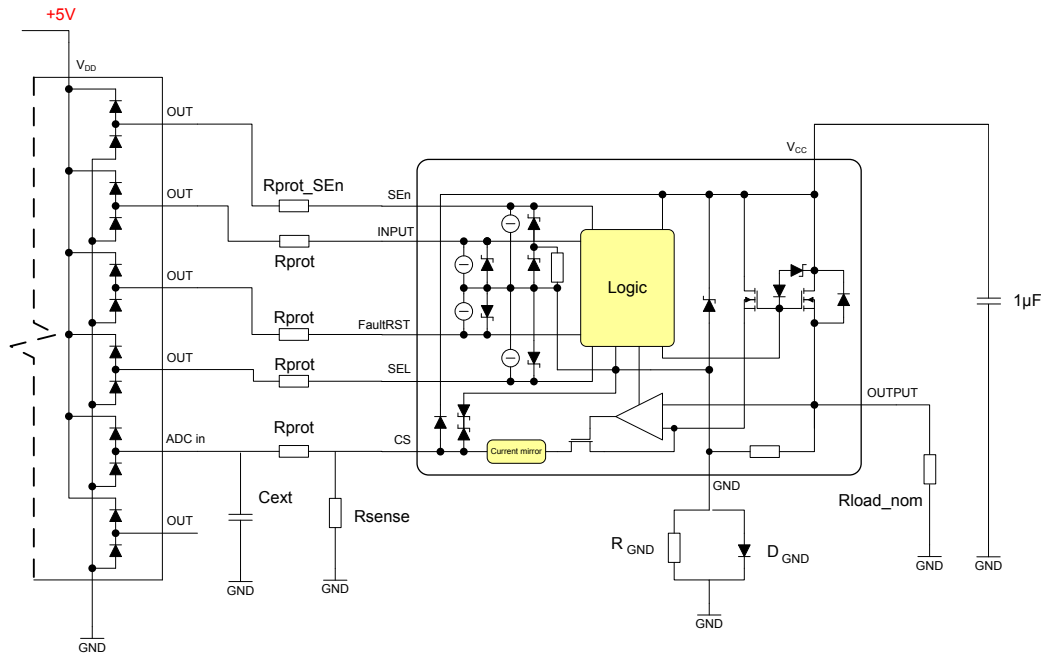 +5V
VDD
OUT
VCC
Rprot_SEn
SEn
OUT
INPUT
Rprot
Logic
1µF
OUT
Rprot
FaultRST
OUT
Rprot
SEL
OUTPUT
ADC in
Rprot
CS
Current mirror
GND
Cext
Rsense
Rload_nom
OUT
R GND
D GND
GND
GND
GND
GND
GND
GND